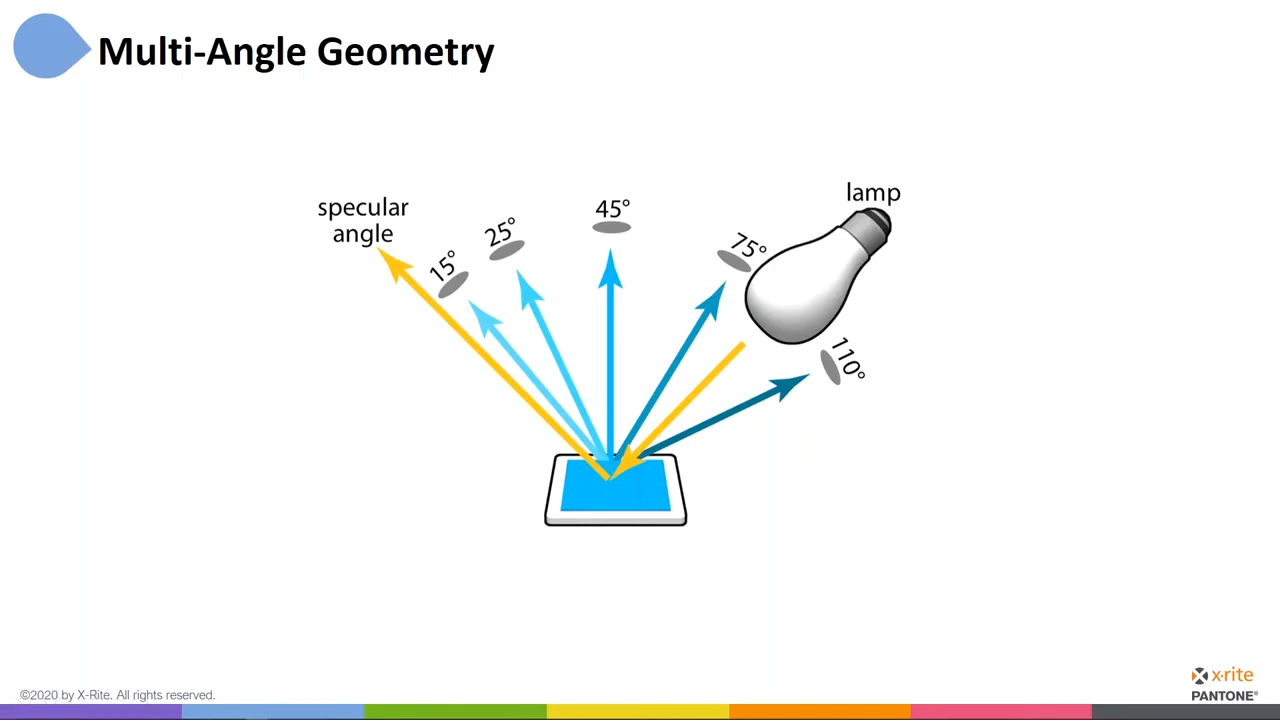 Multi-Angle Geometry
specular
angle
15°
25°
45°
75°
lamp
110°
©2020 by X-Rite. All rights reserved.
x·rite
PANTONE®